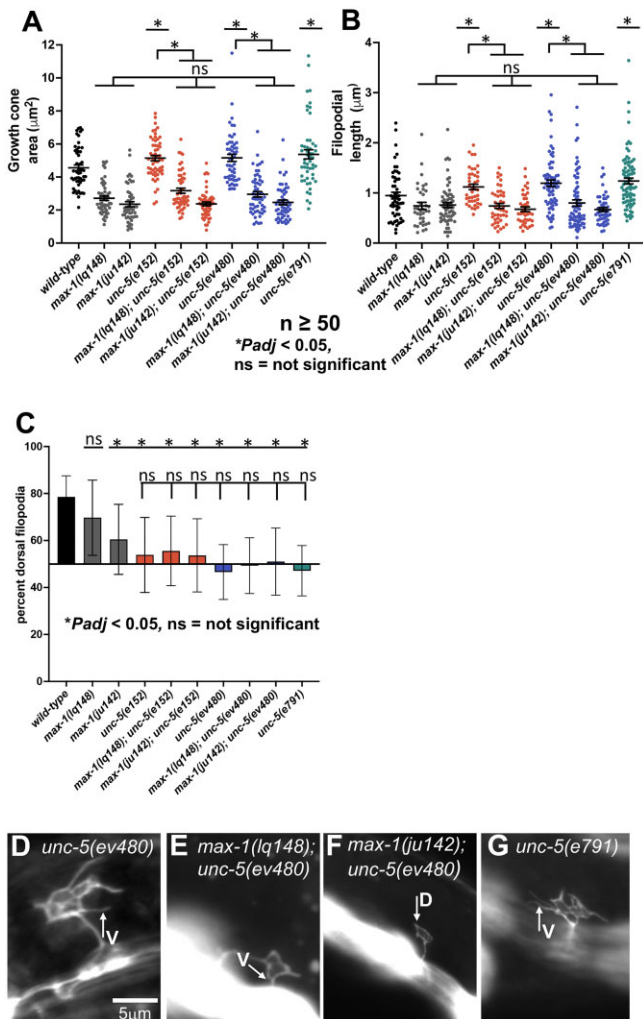 A
Growth cone
area (µm²)
12
10
8
6
4
2
0
*
*
*
*
*
ns
wild-type
max-1(lq148)
max-1(ju142)
unc-5(e152)
max-1(lq148); unc-5(e152)
max-1(ju142); unc-5(e152)
unc-5(ev480)
max-1(lq148); unc-5(ev480)
max-1(ju142); unc-5(ev480)
unc-5(e791)
B
Filopodial
length (µm)
4
3
2
1
0
*
*
*
*
*
ns
wild-type
max-1(lq148)
max-1(ju142)
unc-5(e152)
max-1(lq148); unc-5(e152)
max-1(ju142); unc-5(e152)
unc-5(ev480)
max-1(lq148); unc-5(ev480)
max-1(ju142); unc-5(ev480)
unc-5(e791)
n ≥ 50
*Padj < 0.05,
ns = not significant
C
percent dorsal filopodia
100
80
60
40
20
0
ns * * * * * * * *
ns ns ns ns ns ns ns
*Padj < 0.05, ns = not significant
wild-type
max-1(lq148)
max-1(ju142)
unc-5(e152)
max-1(lq148); unc-5(e152)
max-1(ju142); unc-5(e152)
unc-5(ev480)
max-1(lq148); unc-5(ev480)
max-1(ju142); unc-5(ev480)
unc-5(e791)
D unc-5(ev480)
V
5µm
E max-1(lq148);
unc-5(ev480)
V
F max-1(ju142);
unc-5(ev480)
D
G unc-5(e791)
V